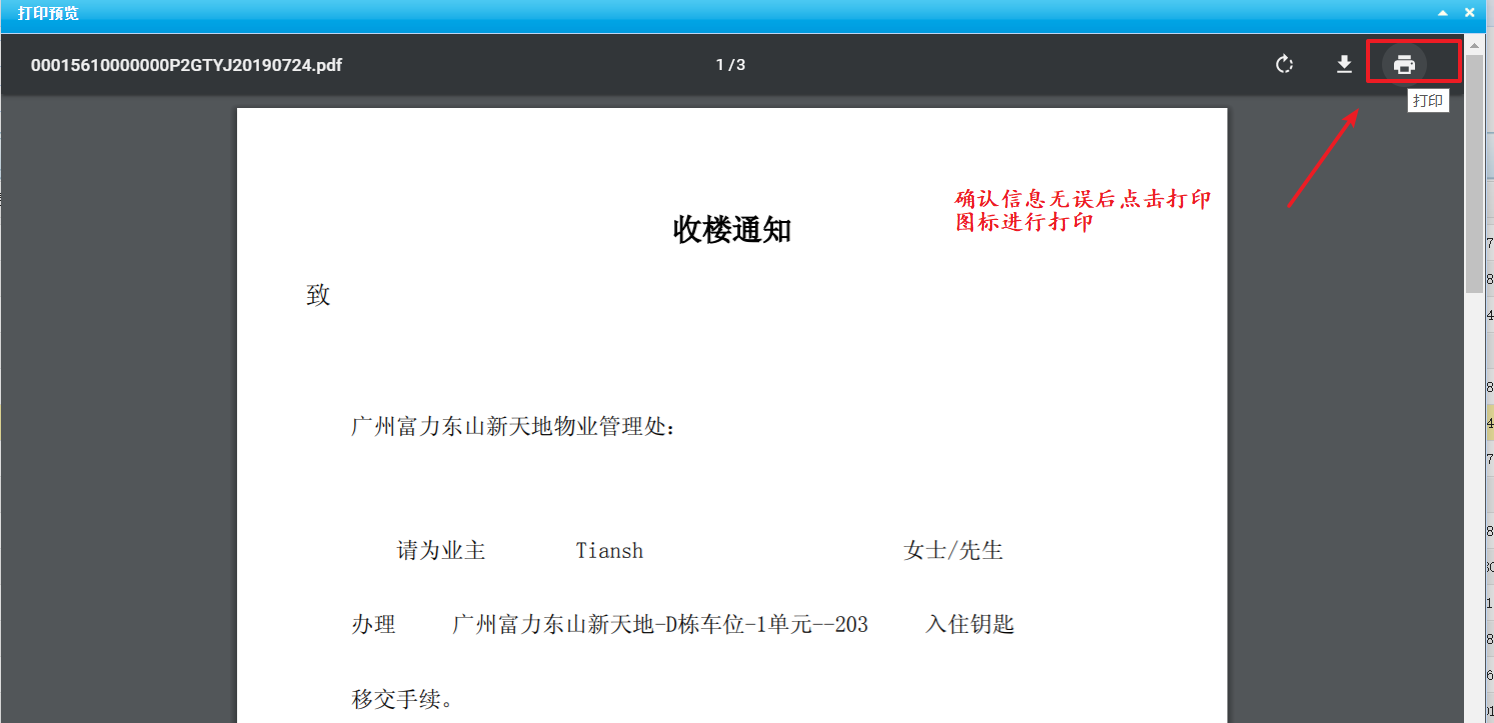 打印预览
00015610000000P2GTYJ20190724.pdf
1 / 3
打印
确认信息无误后点击打印
图标进行打印
收楼通知
致
广州富力东山新天地物业管理处：
请为业主 Tiansh 女士/先生
办理 广州富力东山新天地-D栋车位-1单元--203 入住钥匙
移交手续。